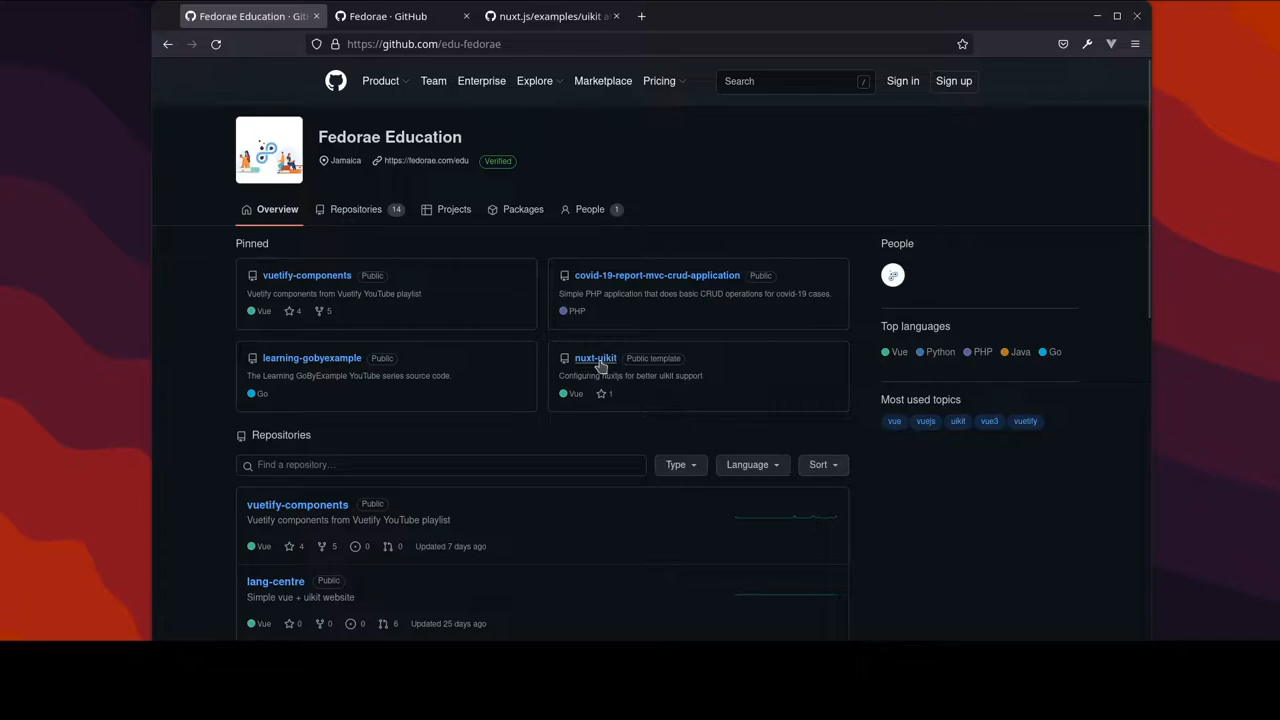 Fedorae Education · Git
Fedorae · GitHub
nuxt.js/examples/uikit a
https://github.com/edu-fedorae
Product
Team
Enterprise
Explore
Marketplace
Pricing
Search
/
Sign in
Sign up
Fedorae Education
Jamaica
https://fedorae.com/edu
Verified
Overview
Repositories 14
Projects
Packages
People 1
Pinned
vuetify-components Public
Vuetify components from Vuetify YouTube playlist
Vue 4 5
covid-19-report-mvc-crud-application Public
Simple PHP application that does basic CRUD operations for covid-19 cases.
PHP
learning-gobyexample Public
The Learning GoByExample YouTube series source code.
Go
nuxt-uikit Public template
Configuring nuxtjs for better uikit support
Vue 1
People
Top languages
Vue Python PHP Java Go
Most used topics
vue vuejs uikit vue3 vuetify
Repositories
Find a repository…
Type
Language
Sort
vuetify-components Public
Vuetify components from Vuetify YouTube playlist
Vue 4 5 0 0 Updated 7 days ago
lang-centre Public
Simple vue + uikit website
Vue 0 0 0 6 Updated 25 days ago